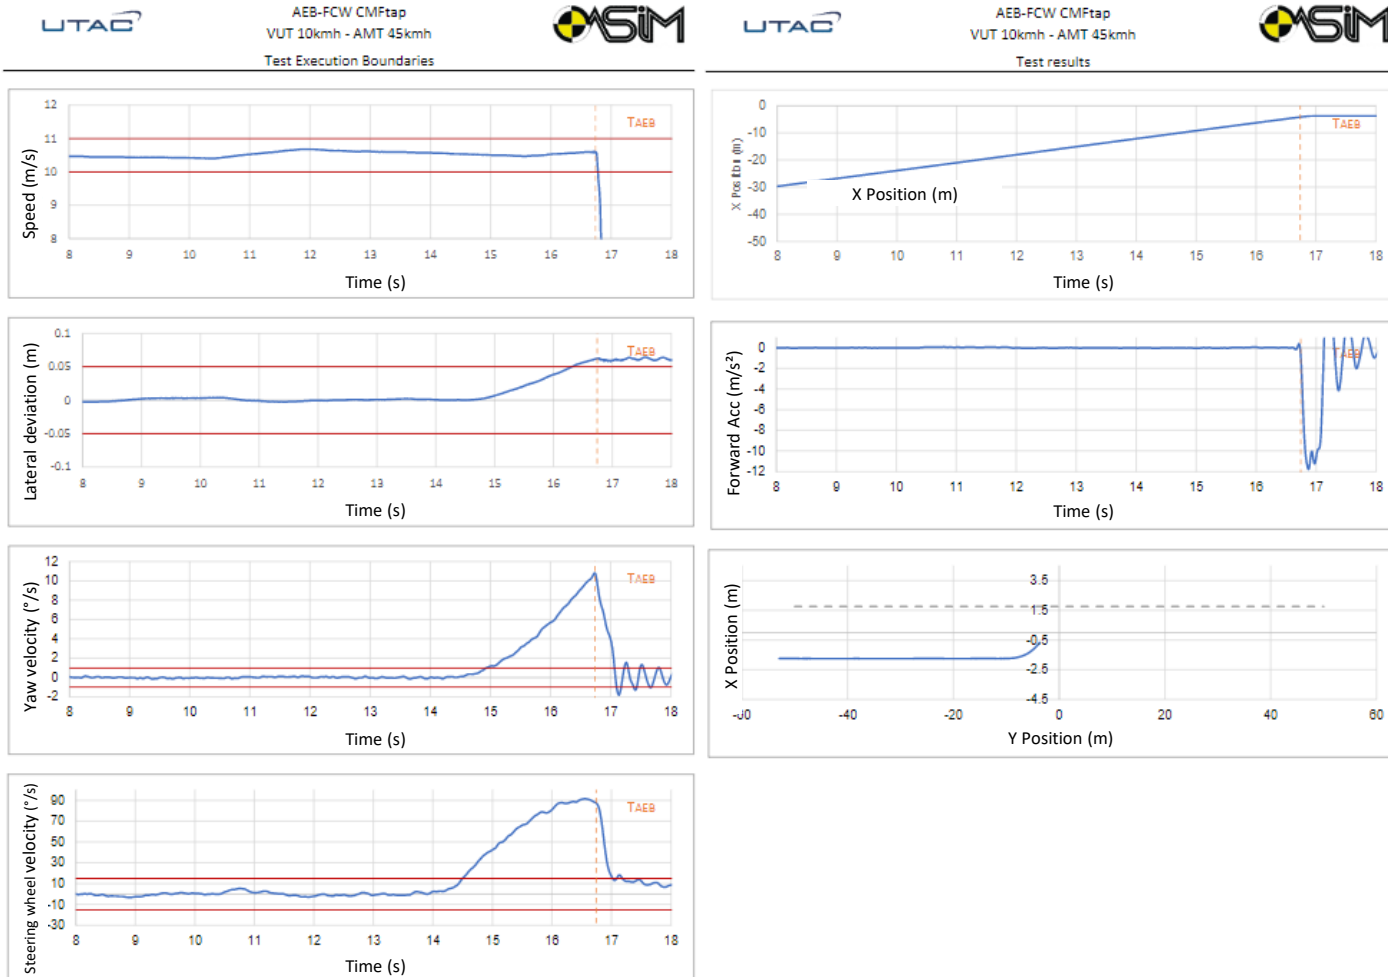 UTAC
AEB-FCW CMFtap
VUT 10kmh - AMT 45kmh
Test Execution Boundaries
ASiM
12
11
10
9
8
Speed (m/s)
TAEB
8 9 10 11 12 13 14 15 16 17 18
Time (s)
0.1
0.05
0
-0.05
-0.1
Lateral deviation (m)
TAEB
8 9 10 11 12 13 14 15 16 17 18
Time (s)
12
10
8
6
4
2
0
-2
Yaw velocity (°/s)
TAEB
8 9 10 11 12 13 14 15 16 17 18
Time (s)
90
70
50
30
10
-10
-30
Steering wheel velocity (°/s)
TAEB
8 9 10 11 12 13 14 15 16 17 18
Time (s)
UTAC
AEB-FCW CMFtap
VUT 10kmh - AMT 45kmh
Test results
ASiM
0
-10
-20
-30
-40
-50
X Position (m)
X Position (m)
TAEB
8 9 10 11 12 13 14 15 16 17 18
Time (s)
0
-2
-4
-6
-8
-10
-12
Forward Acc (m/s²)
TAEB
8 9 10 11 12 13 14 15 16 17 18
Time (s)
3.5
1.5
-0.5
-2.5
-4.5
X Position (m)
-40 -20 0 20 40 60
Y Position (m)